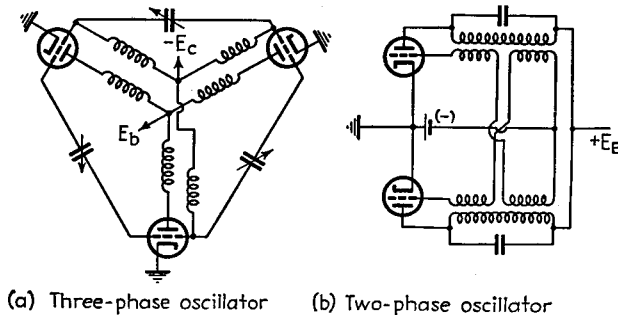 -Ec
Eb
(-)
+EB
(a) Three-phase oscillator
(b) Two-phase oscillator